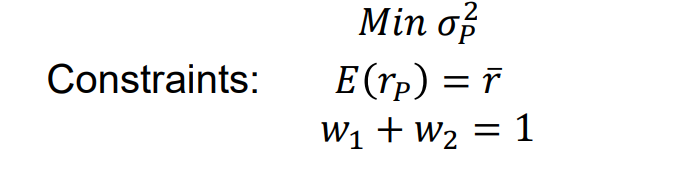 Min σ_P^2
Constraints: E(r_P) = r̄
w_1 + w_2 = 1